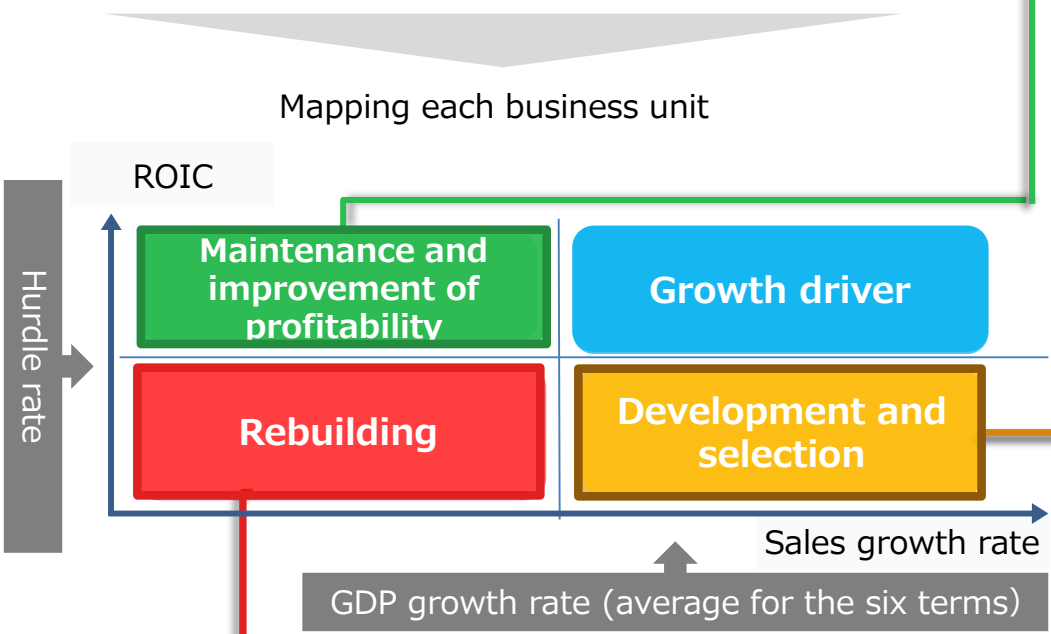 Mapping each business unit
ROIC
Hurdle rate
Maintenance and
improvement of
profitability
Growth driver
Rebuilding
Development and
selection
Sales growth rate
GDP growth rate (average for the six terms)